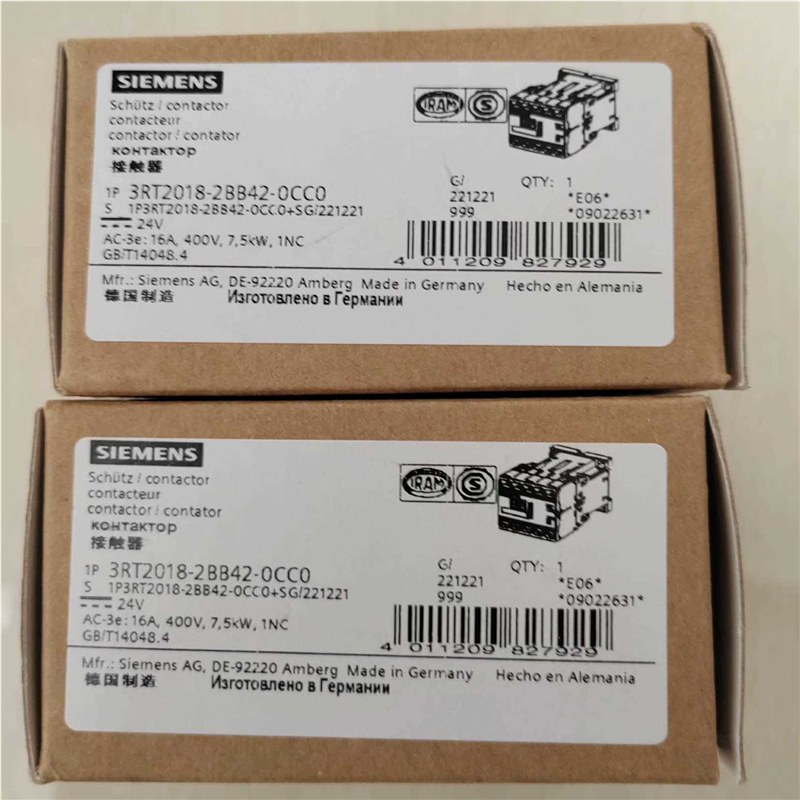 SIEMENS
Schütz / contactor
contacteur
contactor / contator
контактор
接触器
IRAM S
1P 3RT2018-2BB42-0CC0
S 1P3RT2018-2BB42-0CC0+SG/221221
24V
AC-3e: 16A, 400V, 7,5kW, 1NC
GB/T14048.4
G/ QTY: 1
221221 *E06*
999 *09022631*
4 011209 827929
Mfr.: Siemens AG, DE-92220 Amberg Made in Germany Hecho en Alemania
德国制造 Изготовлено в Германии
SIEMENS
Schütz / contactor
contacteur
contactor / contator
контактор
接触器
IRAM S
1P 3RT2018-2BB42-0CC0
S 1P3RT2018-2BB42-0CC0+SG/221221
24V
AC-3e: 16A, 400V, 7,5kW, 1NC
GB/T14048.4
G/ QTY: 1
221221 *E06*
999 *09022631*
4 011209 827929
Mfr.: Siemens AG, DE-92220 Amberg Made in Germany Hecho en Alemania
德国制造 Изготовлено в Германии